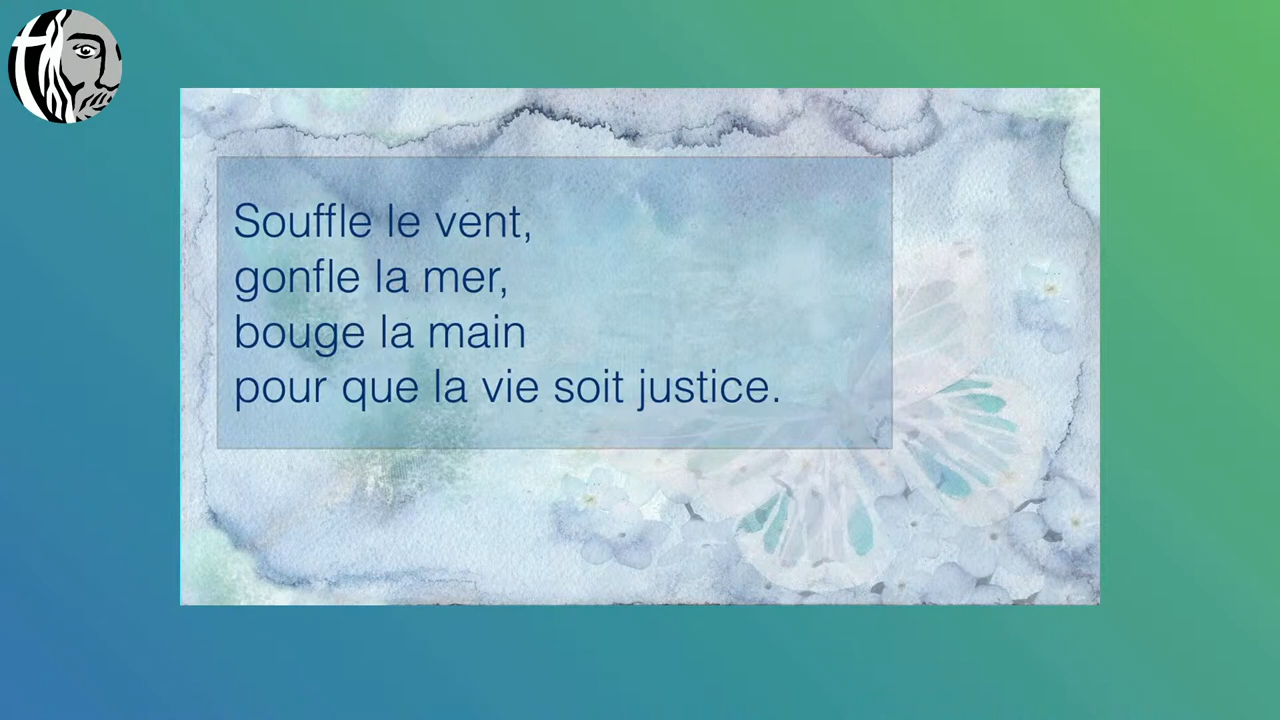 Souffle le vent,
gonfle la mer,
bouge la main
pour que la vie soit justice.